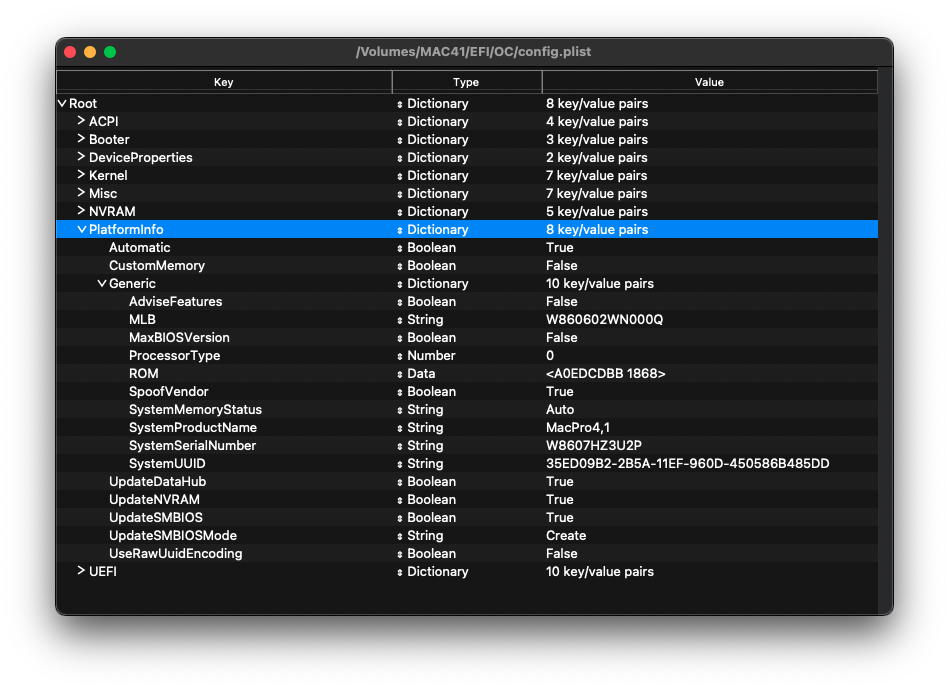 /Volumes/MAC41/EFI/OC/config.plist
Key Type Value
Root Dictionary 8 key/value pairs
ACPI Dictionary 4 key/value pairs
Booter Dictionary 3 key/value pairs
DeviceProperties Dictionary 2 key/value pairs
Kernel Dictionary 7 key/value pairs
Misc Dictionary 7 key/value pairs
NVRAM Dictionary 5 key/value pairs
PlatformInfo Dictionary 8 key/value pairs
Automatic Boolean True
CustomMemory Boolean False
Generic Dictionary 10 key/value pairs
AdviseFeatures Boolean False
MLB String W860602WN000Q
MaxBIOSVersion Boolean False
ProcessorType Number 0
ROM Data <A0EDCDBB 1868>
SpoofVendor Boolean True
SystemMemoryStatus String Auto
SystemProductName String MacPro4,1
SystemSerialNumber String W8607HZ3U2P
SystemUUID String 35ED09B2-2B5A-11EF-960D-450586B485DD
UpdateDataHub Boolean True
UpdateNVRAM Boolean True
UpdateSMBIOS Boolean True
UpdateSMBIOSMode String Create
UseRawUuidEncoding Boolean False
UEFI Dictionary 10 key/value pairs